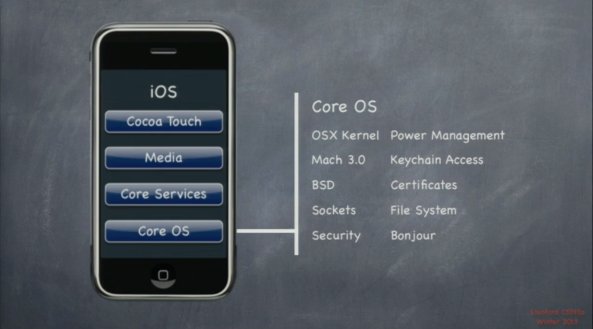 iOS
Cocoa Touch
Media
Core Services
Core OS
Core OS
OSX Kernel Power Management
Mach 3.0 Keychain Access
BSD Certificates
Sockets File System
Security Bonjour
Stanford CS193p
Winter 2013